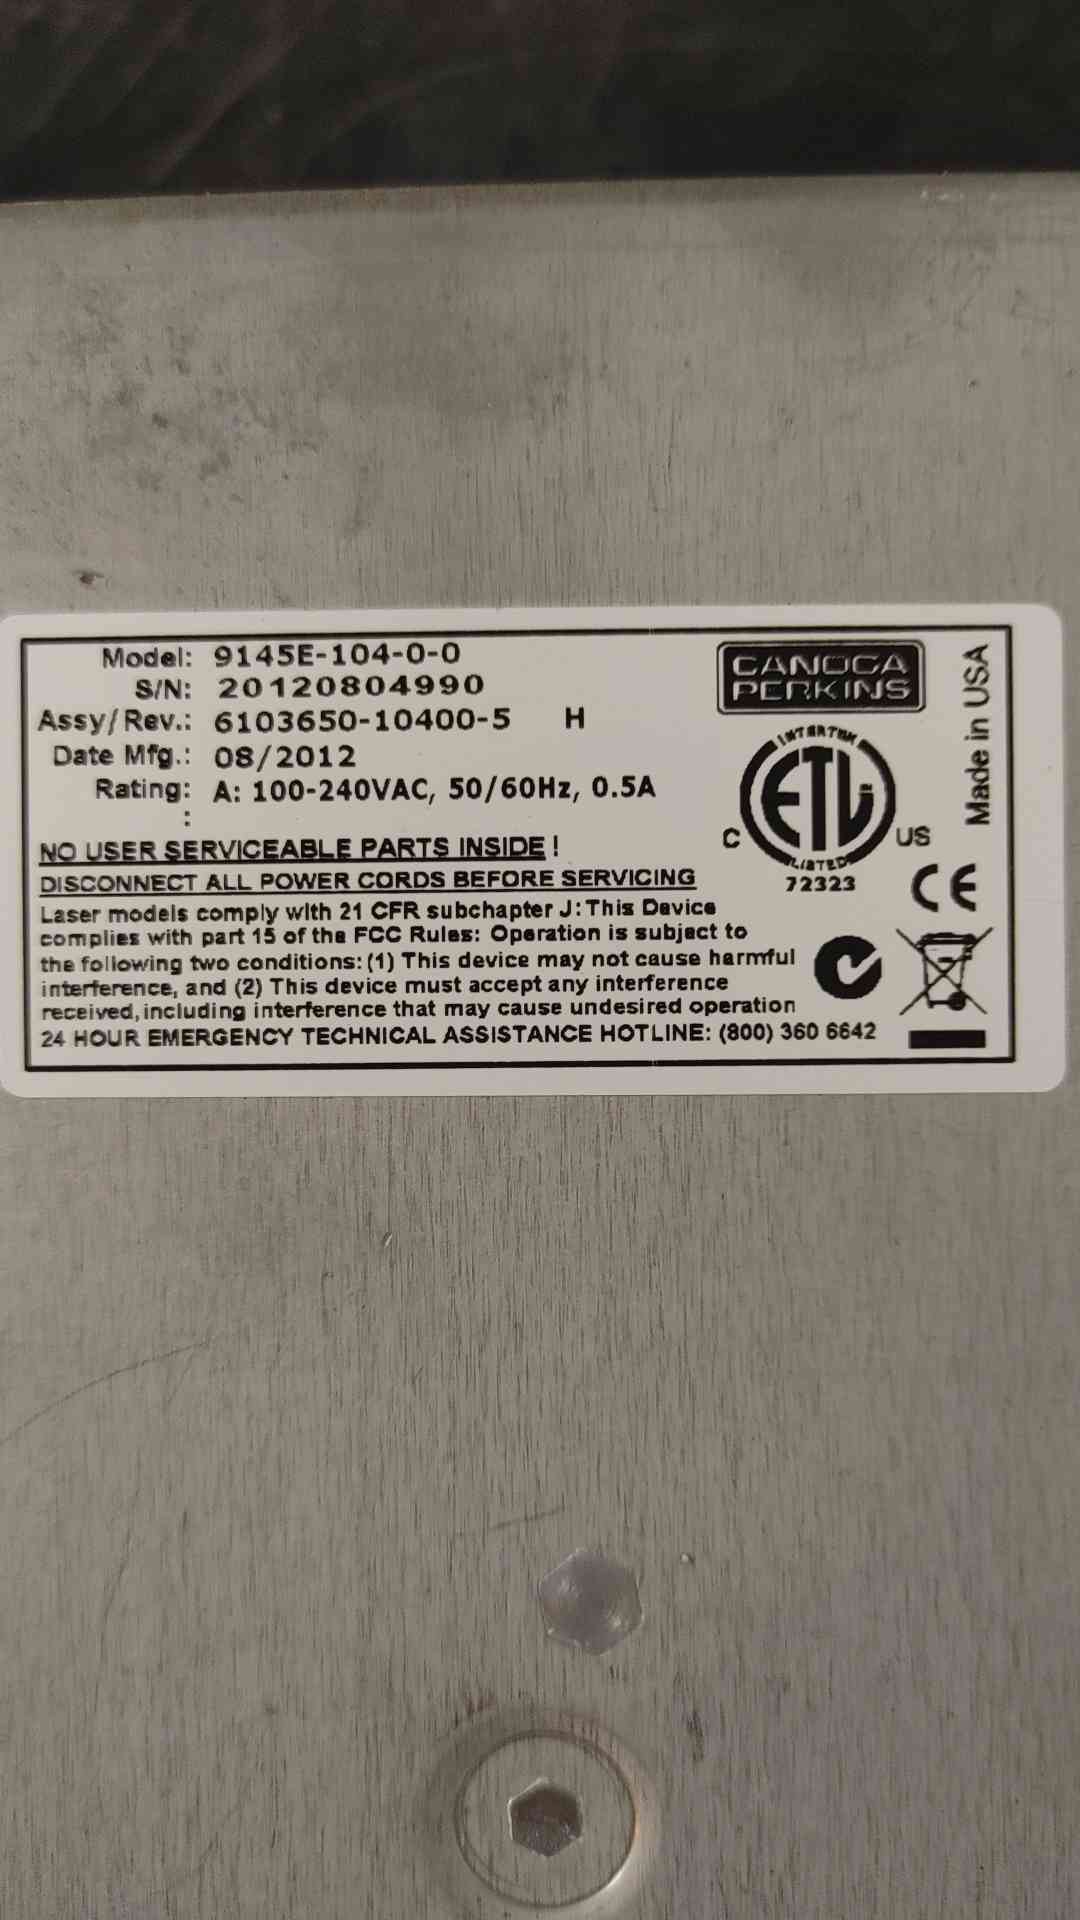 Model: 9145E-104-0-0
S/N: 20120804990
Assy/Rev.: 6103650-10400-5 H
Date Mfg.: 08/2012
Rating: A: 100-240VAC, 50/60Hz, 0.5A
:
NO USER SERVICEABLE PARTS INSIDE !
DISCONNECT ALL POWER CORDS BEFORE SERVICING
Laser models comply with 21 CFR subchapter J: This Device
complies with part 15 of the FCC Rules: Operation is subject to
the following two conditions: (1) This device may not cause harmful
interference, and (2) This device must accept any interference
received, including interference that may cause undesired operation
24 HOUR EMERGENCY TECHNICAL ASSISTANCE HOTLINE: (800) 360 6642
CANOGA
PERKINS
Made in USA
INTERTEK
ETL
C US
LISTED
72323
CE